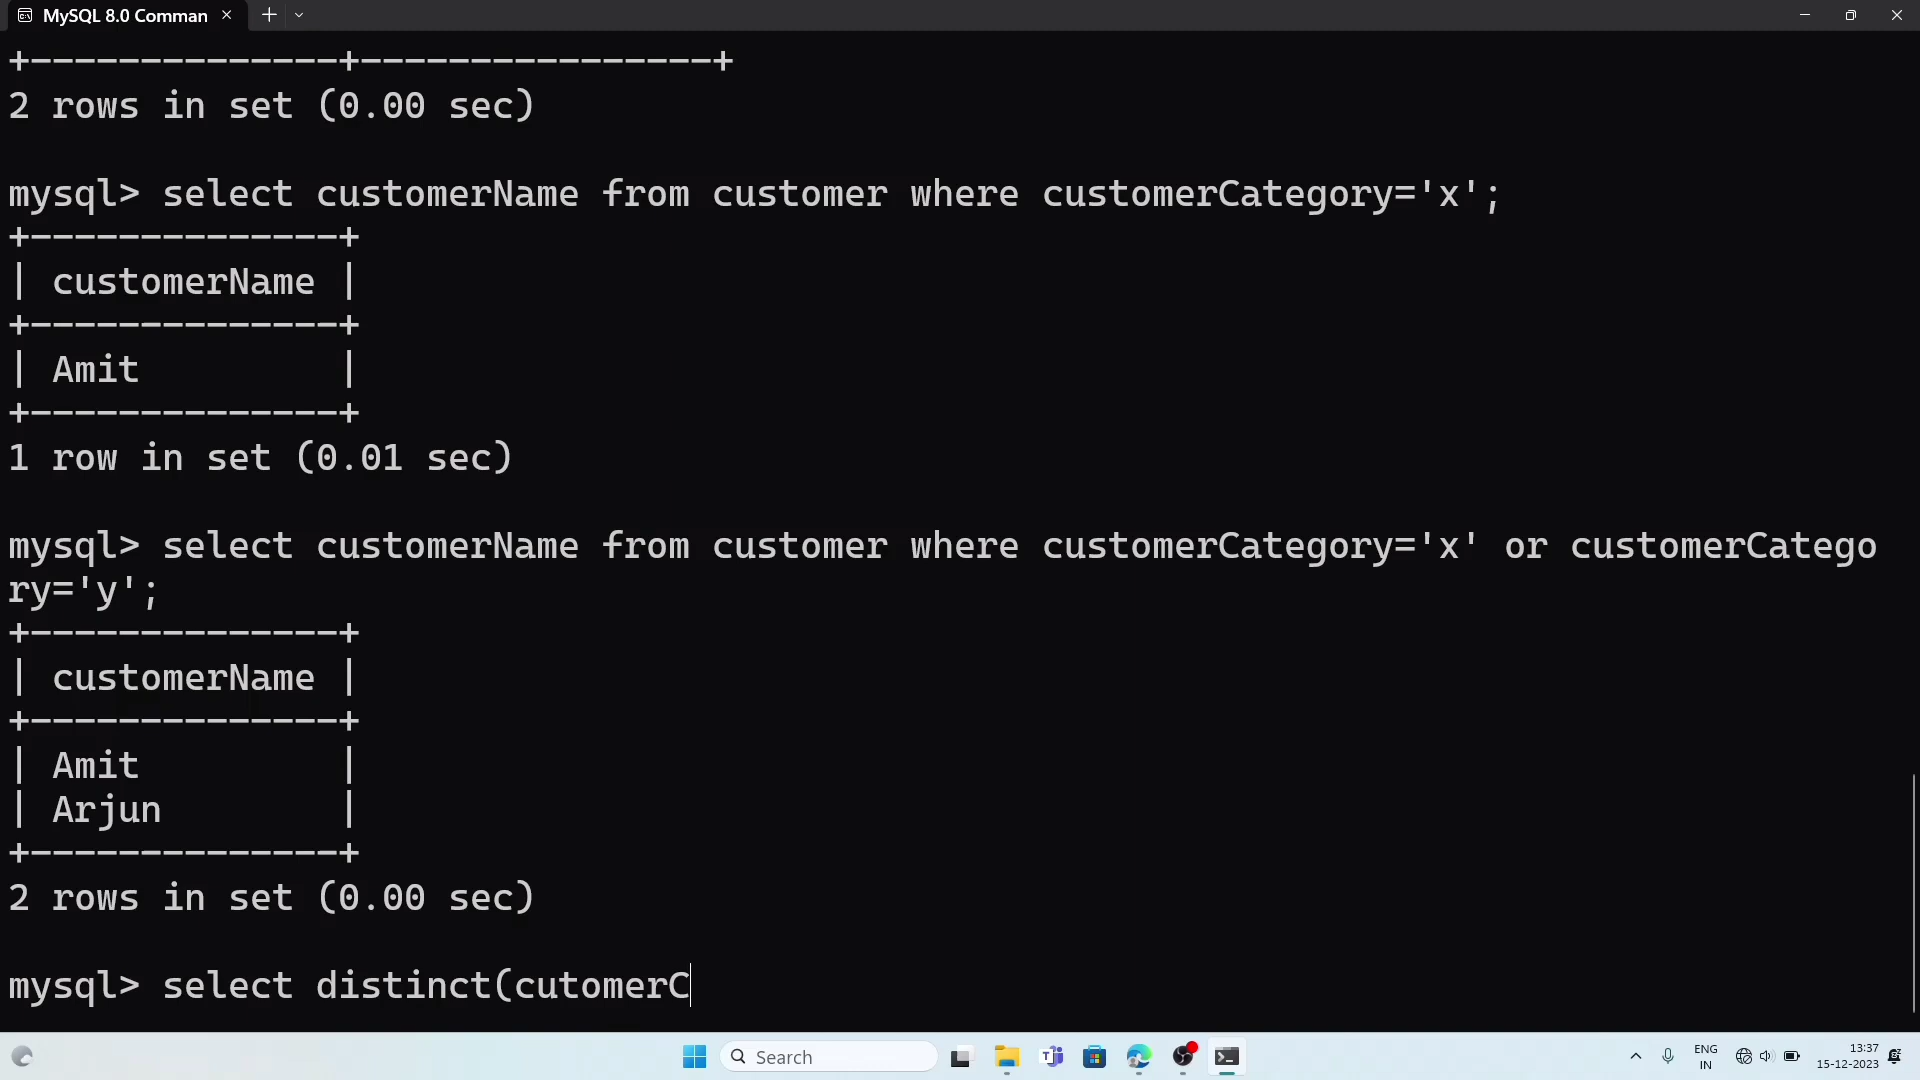 MySQL 8.0 Comman
+--------------+----------------+
2 rows in set (0.00 sec)
mysql> select customerName from customer where customerCategory='x';
+--------------+
| customerName |
+--------------+
| Amit         |
+--------------+
1 row in set (0.01 sec)
mysql> select customerName from customer where customerCategory='x' or customerCatego
ry='y';
+--------------+
| customerName |
+--------------+
| Amit         |
| Arjun        |
+--------------+
2 rows in set (0.00 sec)
mysql> select distinct(cutomerC
Search
ENG
IN
13:37
15-12-2023